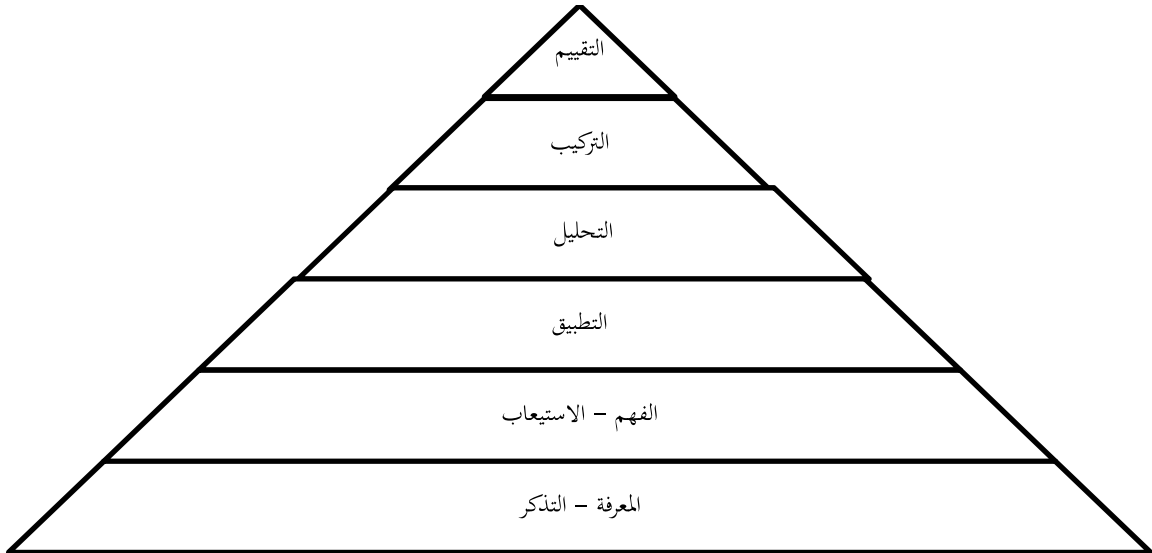 التقييم
التركيب
التحليل
التطبيق
الفهم – الاستيعاب
المعرفة – التذكر